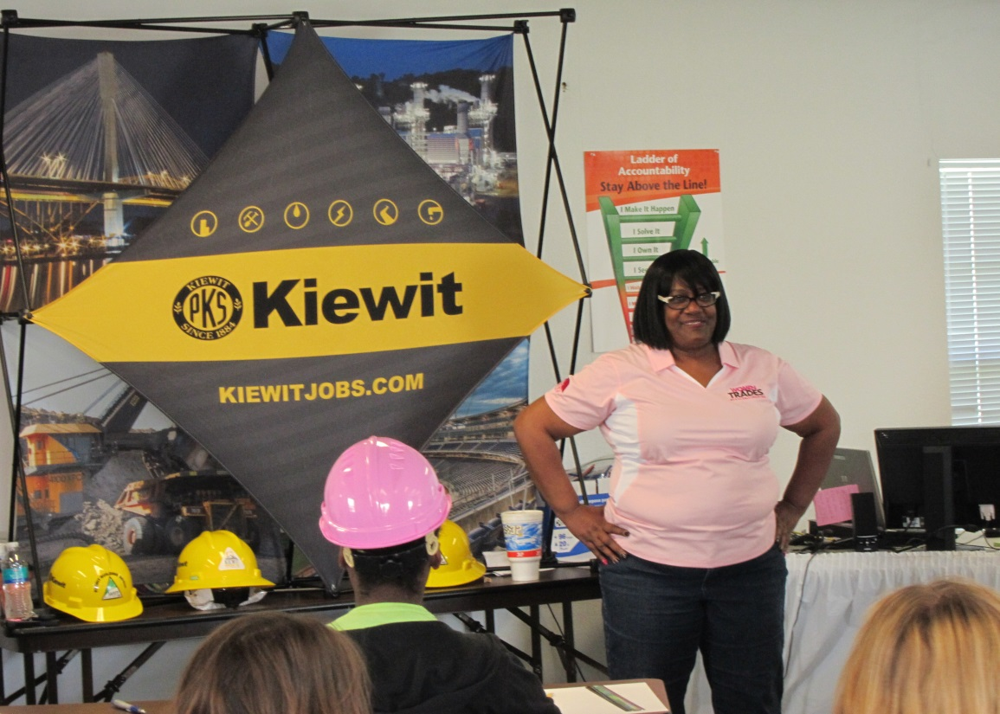 KIEWIT
PKS
SINCE 1884
Kiewit
KIEWITJOBS.COM
Ladder of
Accountability
Stay Above the Line!
I Make It Happen
I Solve It
I Own It
WOMEN
TRADES